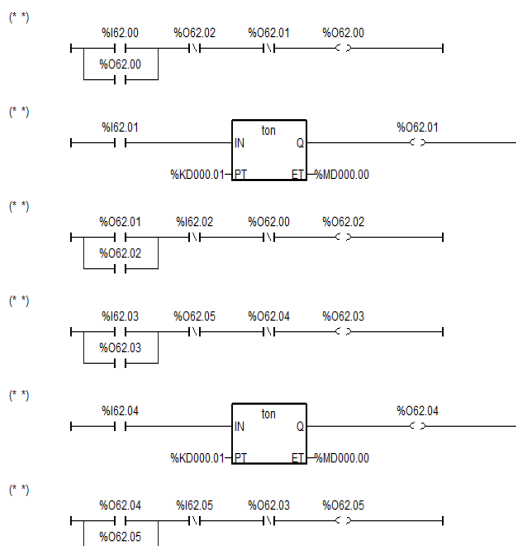 (* *)
%I62.00 %O62.02 %O62.01 %O62.00
%O62.00
(* *)
%I62.01 ton %O62.01
IN Q
%KD000.01 PT ET %MD000.00
(* *)
%O62.01 %I62.02 %O62.00 %O62.02
%O62.02
(* *)
%I62.03 %O62.05 %O62.04 %O62.03
%O62.03
(* *)
%I62.04 ton %O62.04
IN Q
%KD000.01 PT ET %MD000.00
(* *)
%O62.04 %I62.05 %O62.03 %O62.05
%O62.05